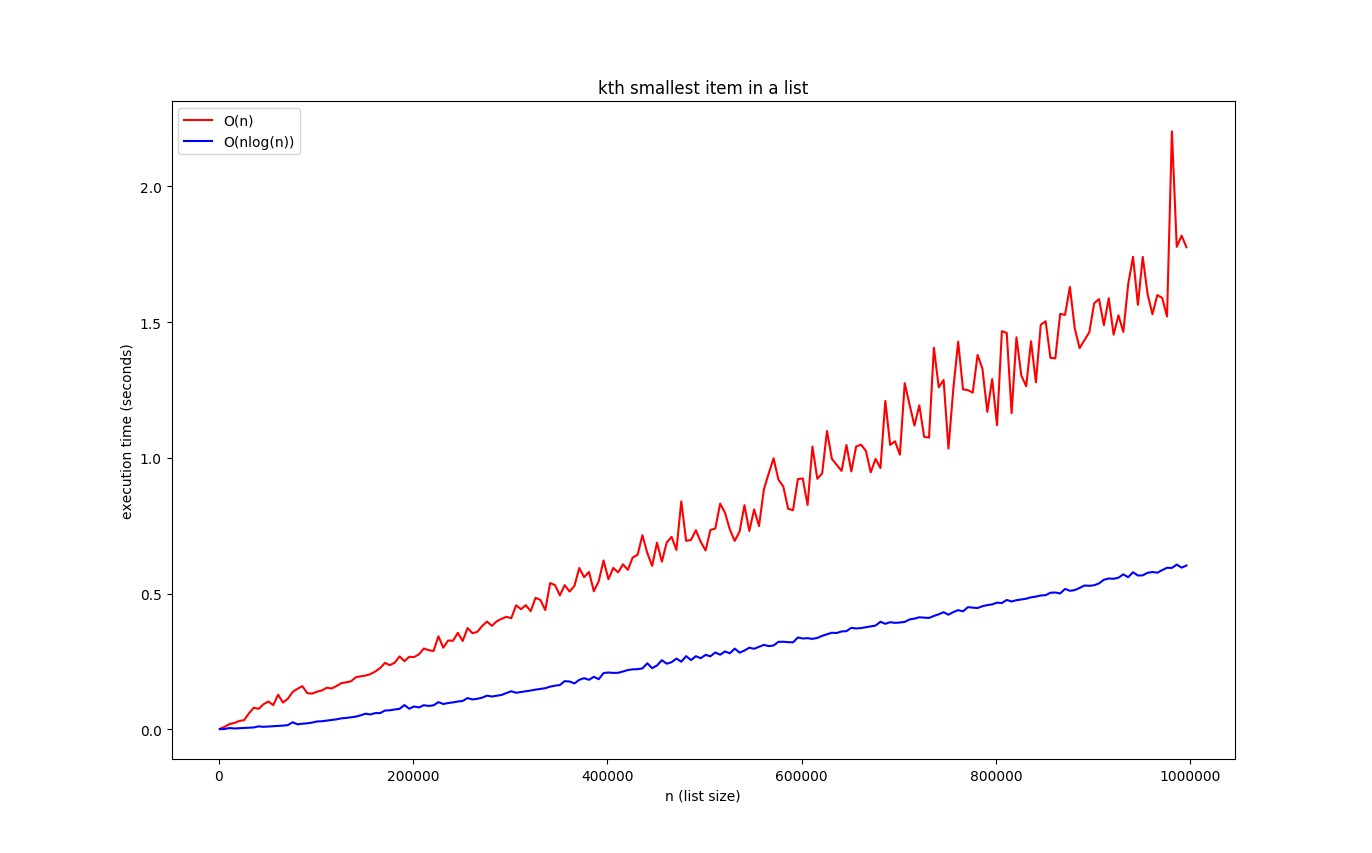 kth smallest item in a list
O(n)
O(nlog(n))
execution time (seconds)
2.0
1.5
1.0
0.5
0.0
0
200000
400000
600000
800000
1000000
n (list size)